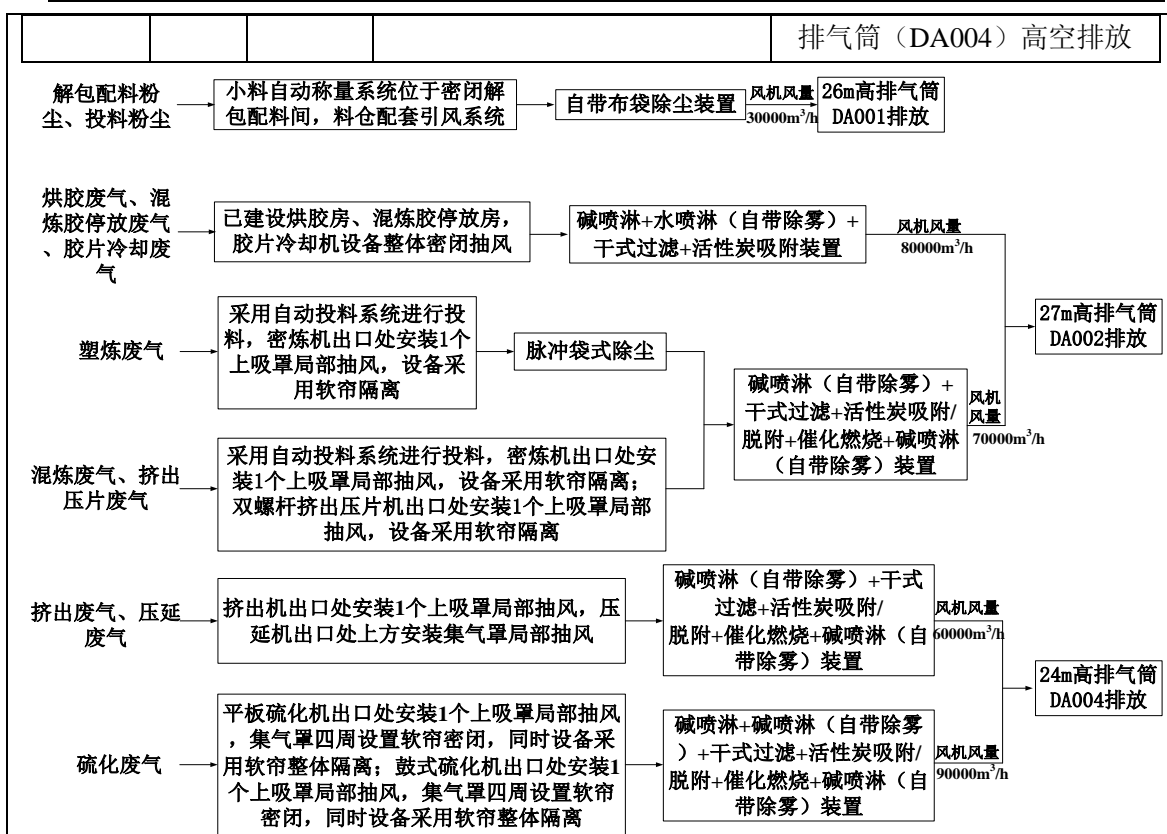 排气筒（DA004）高空排放
解包配料粉
尘、投料粉尘
小料自动称量系统位于密闭解
包配料间，料仓配套引风系统
自带布袋除尘装置
风机风量
30000m³/h
26m高排气筒
DA001排放
烘胶废气、混
炼胶停放废气
、胶片冷却废
气
已建设烘胶房、混炼胶停放房，
胶片冷却机设备整体密闭抽风
碱喷淋+水喷淋（自带除雾）+
干式过滤+活性炭吸附装置
风机风量
80000m³/h
27m高排气筒
DA002排放
塑炼废气
采用自动投料系统进行投
料，密炼机出口处安装1个
上吸罩局部抽风，设备采
用软帘隔离
脉冲袋式除尘
碱喷淋（自带除雾）+
干式过滤+活性炭吸附/
脱附+催化燃烧+碱喷淋
（自带除雾）装置
风机
风量
70000m³/h
混炼废气、挤出
压片废气
采用自动投料系统进行投料，密炼机出口处安
装1个上吸罩局部抽风，设备采用软帘隔离；
双螺杆挤出压片机出口处安装1个上吸罩局部
抽风，设备采用软帘隔离
挤出废气、压延
废气
挤出机出口处安装1个上吸罩局部抽风，压
延机出口处上方安装集气罩局部抽风
碱喷淋（自带除雾）+干式
过滤+活性炭吸附/
脱附+催化燃烧+碱喷淋（自
带除雾）装置
风机风量
60000m³/h
24m高排气筒
DA004排放
硫化废气
平板硫化机出口处安装1个上吸罩局部抽风
，集气罩四周设置软帘密闭，同时设备采
用软帘整体隔离；鼓式硫化机出口处安装1
个上吸罩局部抽风，集气罩四周设置软帘
密闭，同时设备采用软帘整体隔离
碱喷淋+碱喷淋（自带除雾
）+干式过滤+活性炭吸附/
脱附+催化燃烧+碱喷淋（自
带除雾）装置
风机风量
90000m³/h